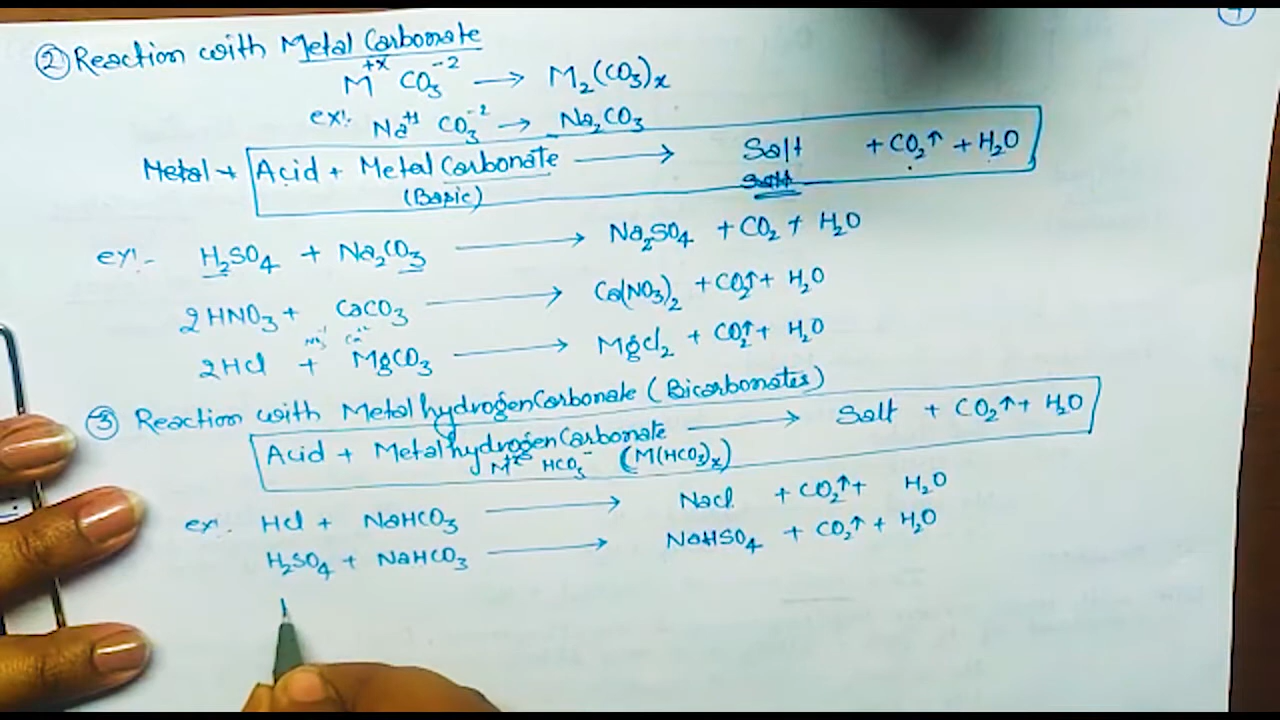 4
② Reaction with Metal Carbonate
M⁺ˣ CO₃⁻² → M₂(CO₃)ₓ
ex:- Na⁺¹ CO₃⁻² → Na₂CO₃
Metal + Acid + Metal Carbonate → Salt + CO₂↑ + H₂O
(Basic) Salt
ex:- H₂SO₄ + Na₂CO₃ → Na₂SO₄ + CO₂ + H₂O
2HNO₃ + CaCO₃ → Ca(NO₃)₂ + CO₂↑ + H₂O
2HCl + MgCO₃ → MgCl₂ + CO₂↑ + H₂O
③ Reaction with Metal hydrogen Carbonate (Bicarbonates)
Acid + Metal hydrogen Carbonate → Salt + CO₂↑ + H₂O
M⁺ˣ HCO₃⁻ (M(HCO₃)ₓ)
ex: HCl + NaHCO₃ → NaCl + CO₂↑ + H₂O
H₂SO₄ + NaHCO₃ → NaHSO₄ + CO₂↑ + H₂O